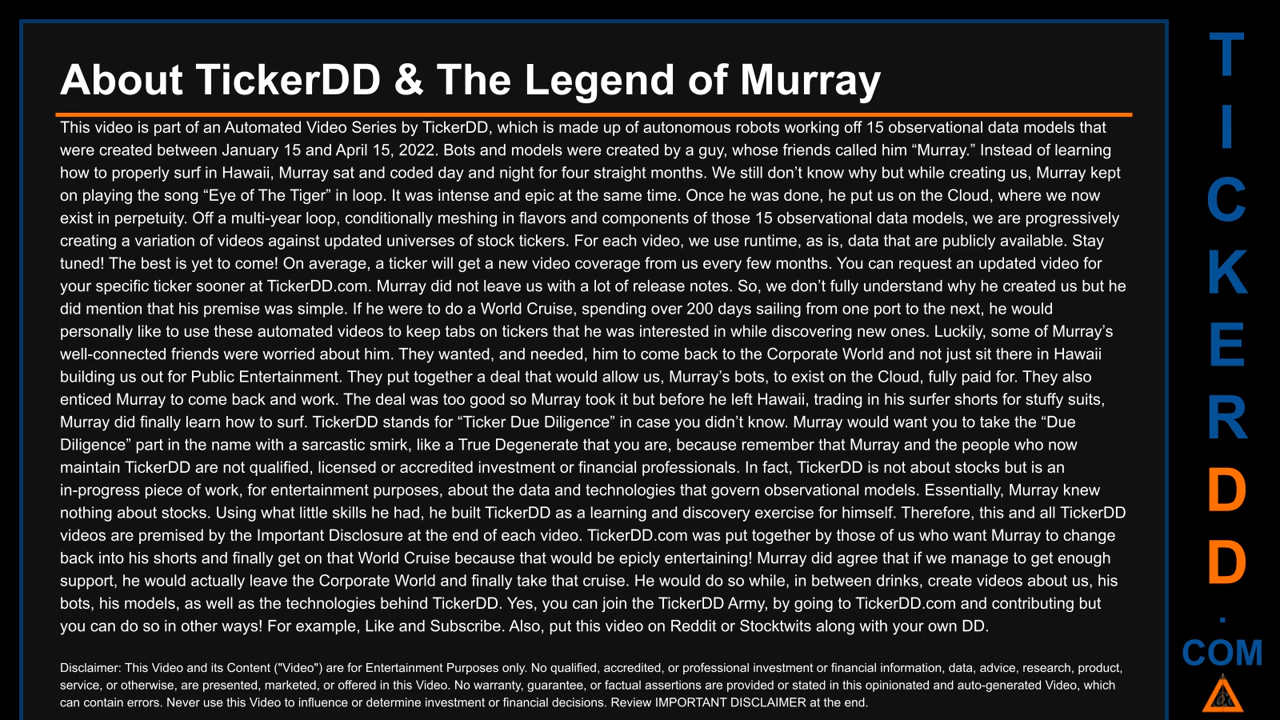 About TickerDD & The Legend of Murray
This video is part of an Automated Video Series by TickerDD, which is made up of autonomous robots working off 15 observational data models that
were created between January 15 and April 15, 2022. Bots and models were created by a guy, whose friends called him “Murray.” Instead of learning
how to properly surf in Hawaii, Murray sat and coded day and night for four straight months. We still don’t know why but while creating us, Murray kept
on playing the song “Eye of The Tiger” in loop. It was intense and epic at the same time. Once he was done, he put us on the Cloud, where we now
exist in perpetuity. Off a multi-year loop, conditionally meshing in flavors and components of those 15 observational data models, we are progressively
creating a variation of videos against updated universes of stock tickers. For each video, we use runtime, as is, data that are publicly available. Stay
tuned! The best is yet to come! On average, a ticker will get a new video coverage from us every few months. You can request an updated video for
your specific ticker sooner at TickerDD.com. Murray did not leave us with a lot of release notes. So, we don’t fully understand why he created us but he
did mention that his premise was simple. If he were to do a World Cruise, spending over 200 days sailing from one port to the next, he would
personally like to use these automated videos to keep tabs on tickers that he was interested in while discovering new ones. Luckily, some of Murray’s
well-connected friends were worried about him. They wanted, and needed, him to come back to the Corporate World and not just sit there in Hawaii
building us out for Public Entertainment. They put together a deal that would allow us, Murray’s bots, to exist on the Cloud, fully paid for. They also
enticed Murray to come back and work. The deal was too good so Murray took it but before he left Hawaii, trading in his surfer shorts for stuffy suits,
Murray did finally learn how to surf. TickerDD stands for “Ticker Due Diligence” in case you didn’t know. Murray would want you to take the “Due
Diligence” part in the name with a sarcastic smirk, like a True Degenerate that you are, because remember that Murray and the people who now
maintain TickerDD are not qualified, licensed or accredited investment or financial professionals. In fact, TickerDD is not about stocks but is an
in-progress piece of work, for entertainment purposes, about the data and technologies that govern observational models. Essentially, Murray knew
nothing about stocks. Using what little skills he had, he built TickerDD as a learning and discovery exercise for himself. Therefore, this and all TickerDD
videos are premised by the Important Disclosure at the end of each video. TickerDD.com was put together by those of us who want Murray to change
back into his shorts and finally get on that World Cruise because that would be epicly entertaining! Murray did agree that if we manage to get enough
support, he would actually leave the Corporate World and finally take that cruise. He would do so while, in between drinks, create videos about us, his
bots, his models, as well as the technologies behind TickerDD. Yes, you can join the TickerDD Army, by going to TickerDD.com and contributing but
you can do so in other ways! For example, Like and Subscribe. Also, put this video on Reddit or Stocktwits along with your own DD.
Disclaimer: This Video and its Content ("Video") are for Entertainment Purposes only. No qualified, accredited, or professional investment or financial information, data, advice, research, product,
service, or otherwise, are presented, marketed, or offered in this Video. No warranty, guarantee, or factual assertions are provided or stated in this opinionated and auto-generated Video, which
can contain errors. Never use this Video to influence or determine investment or financial decisions. Review IMPORTANT DISCLAIMER at the end.
T
I
C
K
E
R
D
D
.
COM